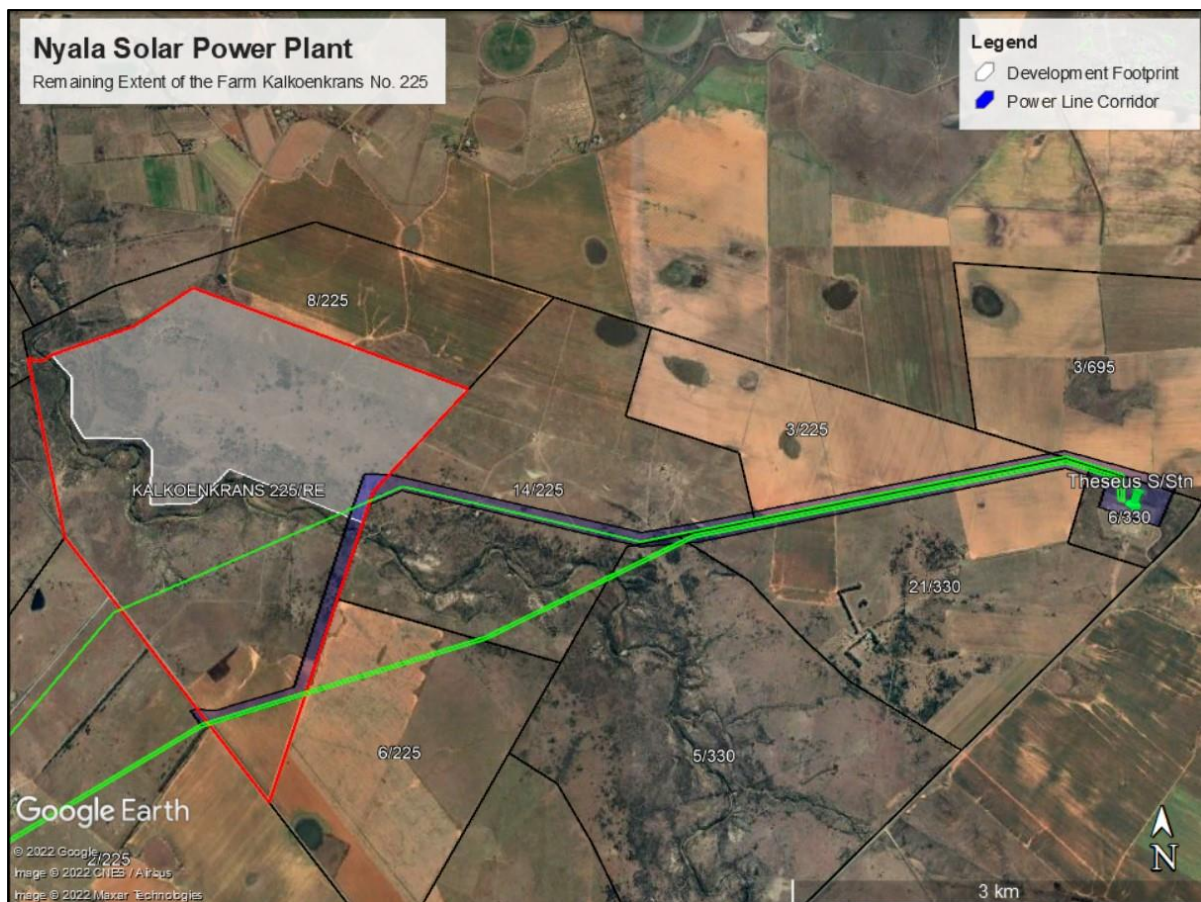 Nyala Solar Power Plant
Remaining Extent of the Farm Kalkoenkrans No. 225
Legend
Development Footprint
Power Line Corridor
8/225
3/695
3/225
KALKOENKRANS 225/RE
14/225
Theseus S/Stn
6/330
21/330
6/225
5/330
Google Earth
© 2022 Google
2/225
Image © 2022 CNES / Airbus
Image © 2022 Maxar Technologies
3 km
N